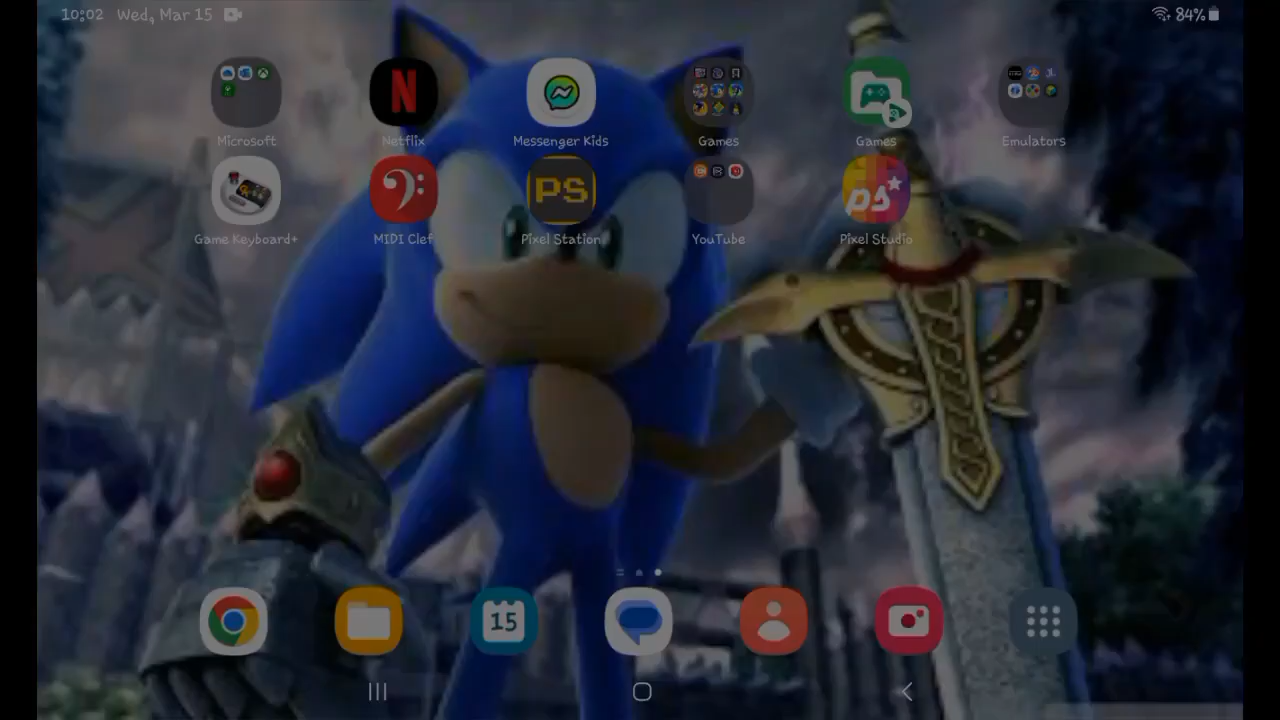 10:02 Wed, Mar 15 84%
Microsoft Netflix Messenger Kids Games Games Emulators
N
PS
Game Keyboard+ MIDI Clef Pixel Station YouTube Pixel Studio
15